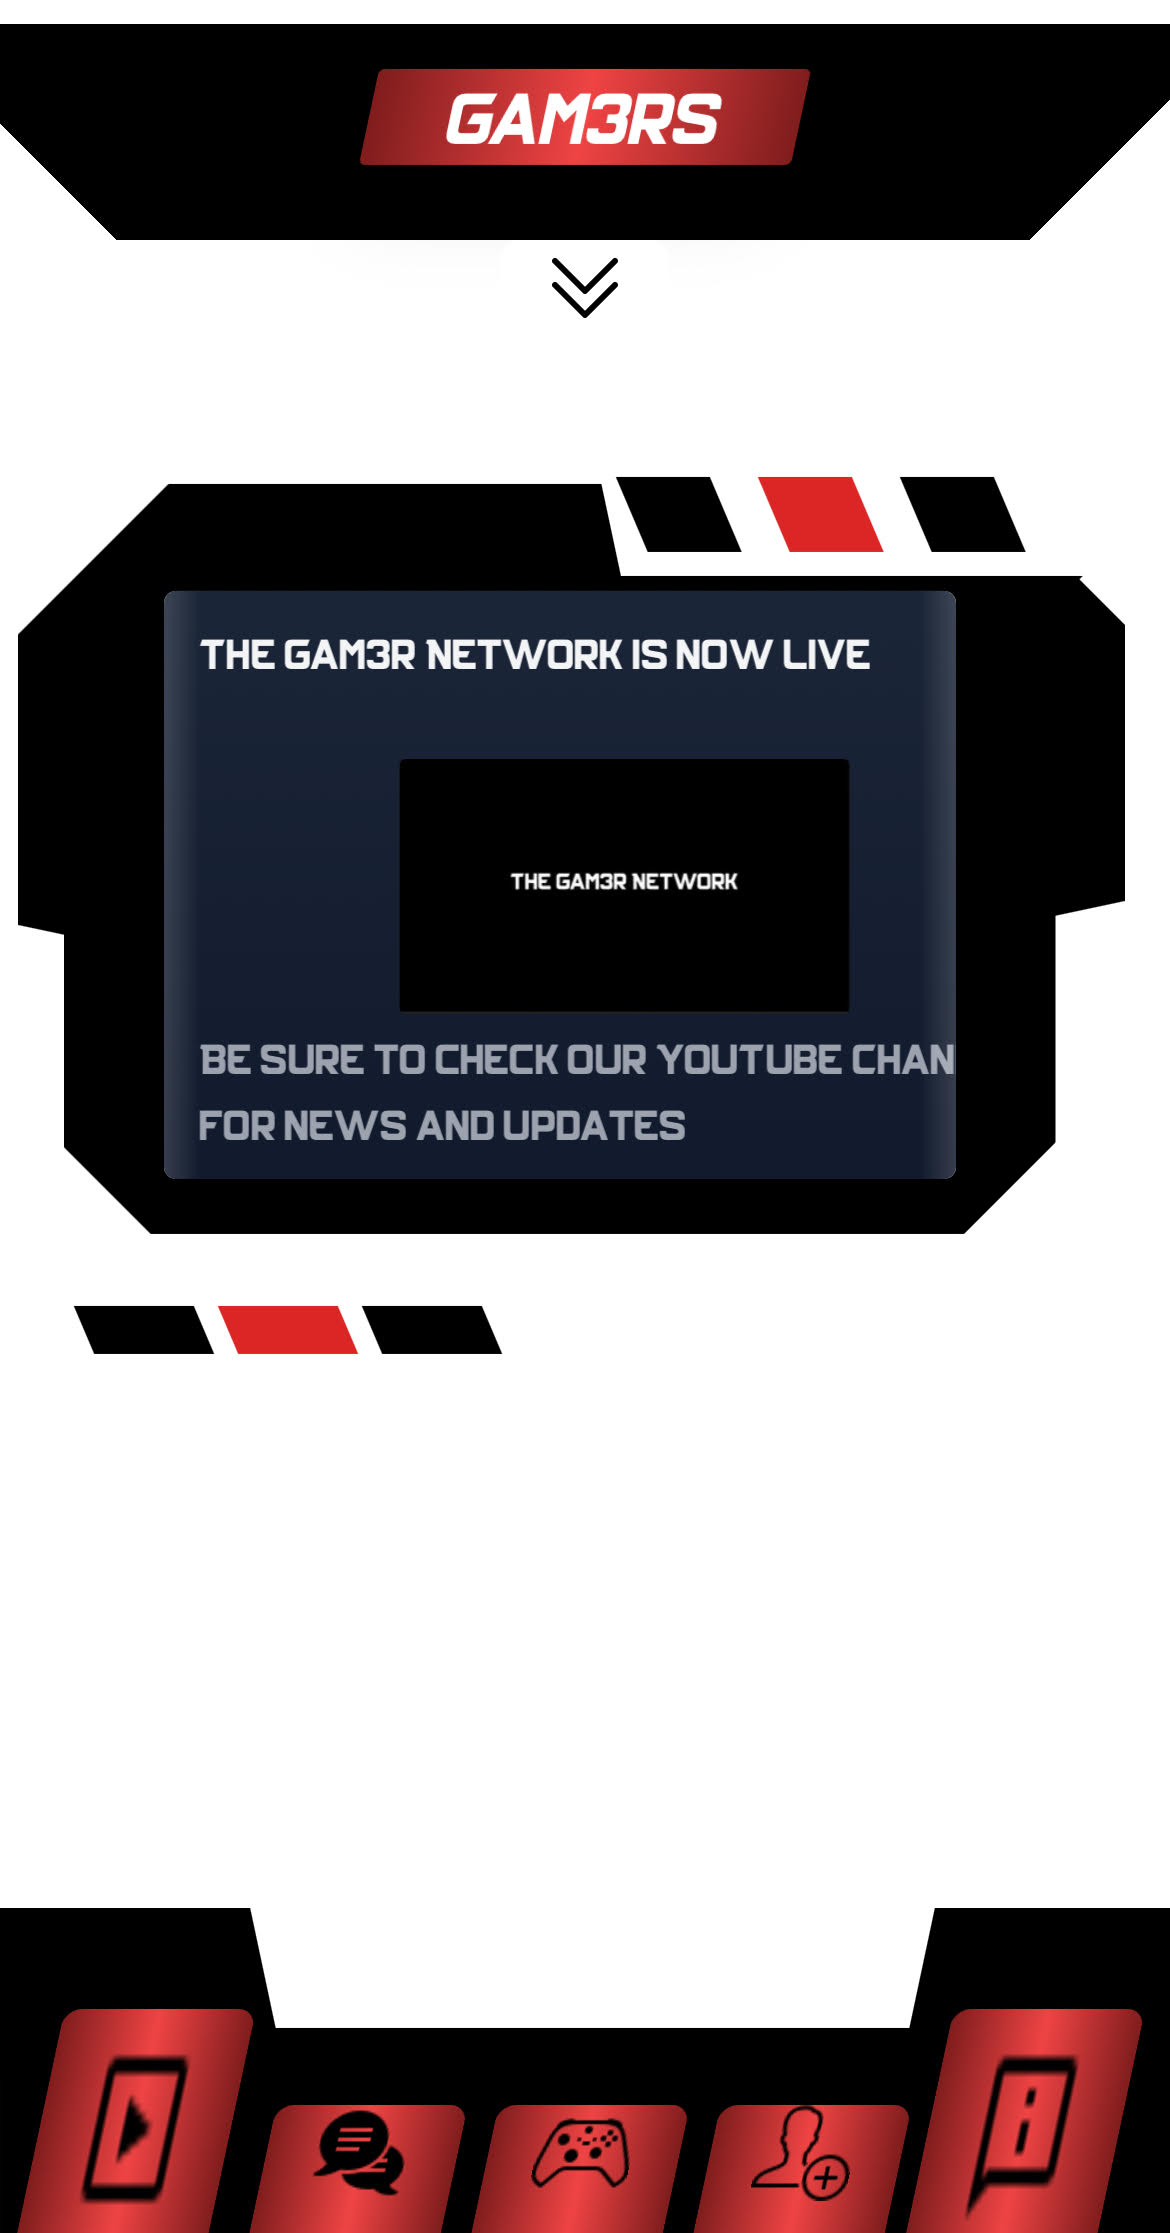 GAM3RS
THE GAM3R NETWORK IS NOW LIVE
THE GAM3R NETWORK
BE SURE TO CHECK OUR YOUTUBE CHAN
FOR NEWS AND UPDATES